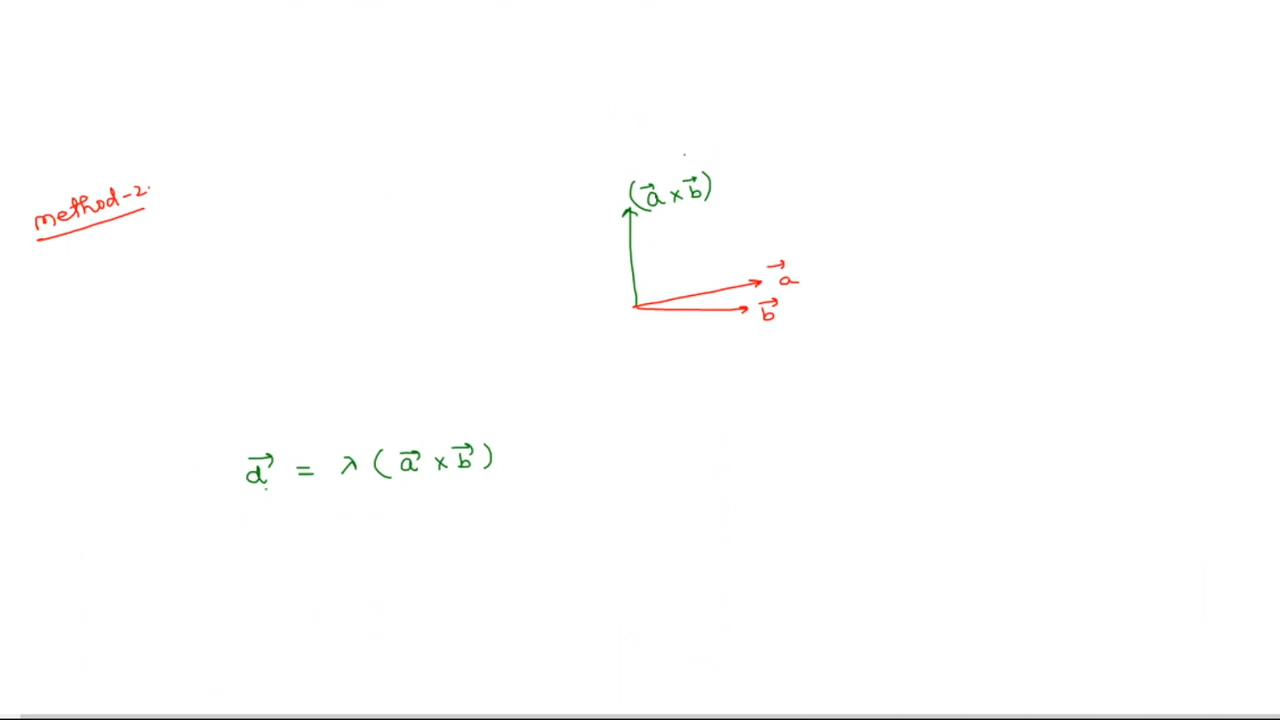 method-2.
(a⃗ × b⃗)
a⃗
b⃗
d⃗ = λ ( a⃗ × b⃗ )